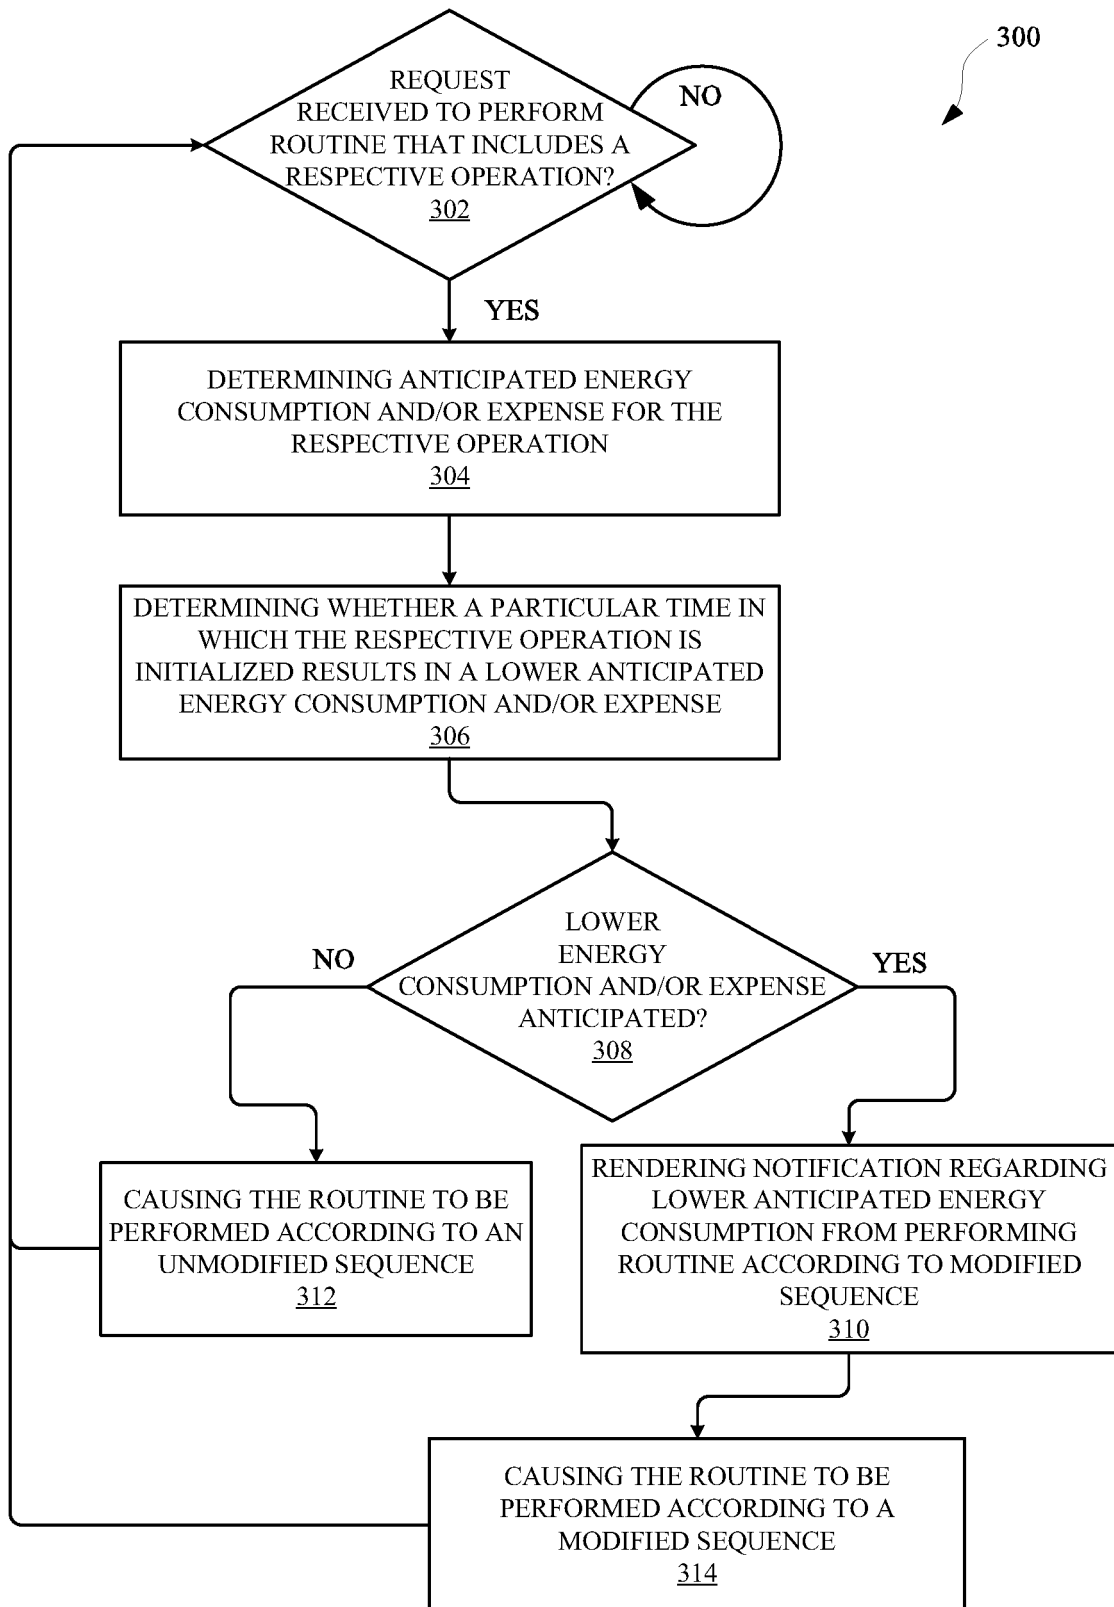 300
REQUEST
RECEIVED TO PERFORM
ROUTINE THAT INCLUDES A
RESPECTIVE OPERATION?
302
NO
YES
DETERMINING ANTICIPATED ENERGY
CONSUMPTION AND/OR EXPENSE FOR THE
RESPECTIVE OPERATION
304
DETERMINING WHETHER A PARTICULAR TIME IN
WHICH THE RESPECTIVE OPERATION IS
INITIALIZED RESULTS IN A LOWER ANTICIPATED
ENERGY CONSUMPTION AND/OR EXPENSE
306
LOWER
ENERGY
CONSUMPTION AND/OR EXPENSE
ANTICIPATED?
308
NO
YES
CAUSING THE ROUTINE TO BE
PERFORMED ACCORDING TO AN
UNMODIFIED SEQUENCE
312
RENDERING NOTIFICATION REGARDING
LOWER ANTICIPATED ENERGY
CONSUMPTION FROM PERFORMING
ROUTINE ACCORDING TO MODIFIED
SEQUENCE
310
CAUSING THE ROUTINE TO BE
PERFORMED ACCORDING TO A
MODIFIED SEQUENCE
314